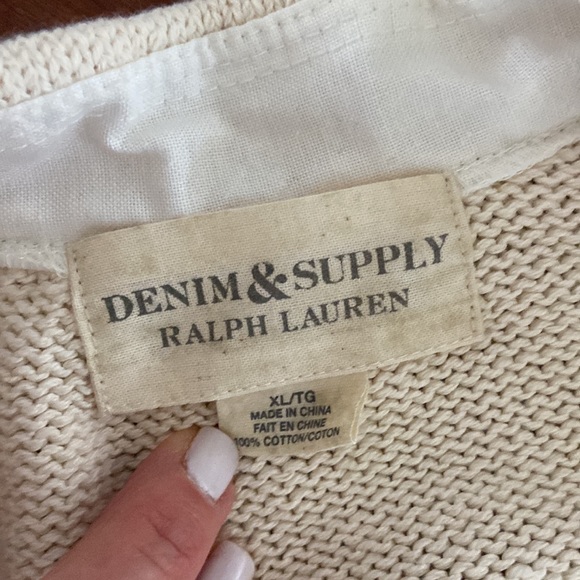 DENIM & SUPPLY
RALPH LAUREN
XL/TG
MADE IN CHINA
FAIT EN CHINE
100% COTTON/COTON